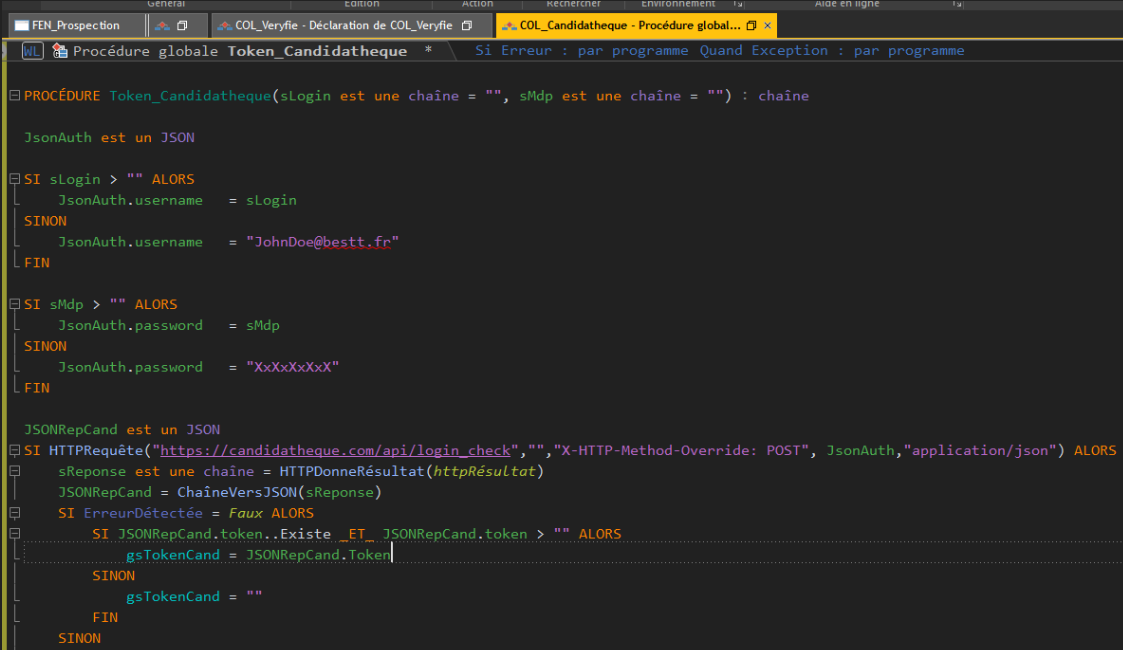 Général Edition Action Rechercher Environnement Aide en ligne
FEN_Prospection COL_Veryfie - Déclaration de COL_Veryfie COL_Candidatheque - Procédure global... ×
WL Procédure globale Token_Candidatheque * Si Erreur : par programme Quand Exception : par programme
PROCÉDURE Token_Candidatheque(sLogin est une chaîne = "", sMdp est une chaîne = "") : chaîne
JsonAuth est un JSON
SI sLogin > "" ALORS
JsonAuth.username = sLogin
SINON
JsonAuth.username = "JohnDoe@bestt.fr"
FIN
SI sMdp > "" ALORS
JsonAuth.password = sMdp
SINON
JsonAuth.password = "XxXxXxXxX"
FIN
JSONRepCand est un JSON
SI HTTPRequête("https://candidatheque.com/api/login_check","","X-HTTP-Method-Override: POST", JsonAuth,"application/json") ALORS
sReponse est une chaîne = HTTPDonneRésultat(httpRésultat)
JSONRepCand = ChaîneVersJSON(sReponse)
SI ErreurDétectée = Faux ALORS
SI JSONRepCand.token..Existe _ET_ JSONRepCand.token > "" ALORS
gsTokenCand = JSONRepCand.Token
SINON
gsTokenCand = ""
FIN
SINON